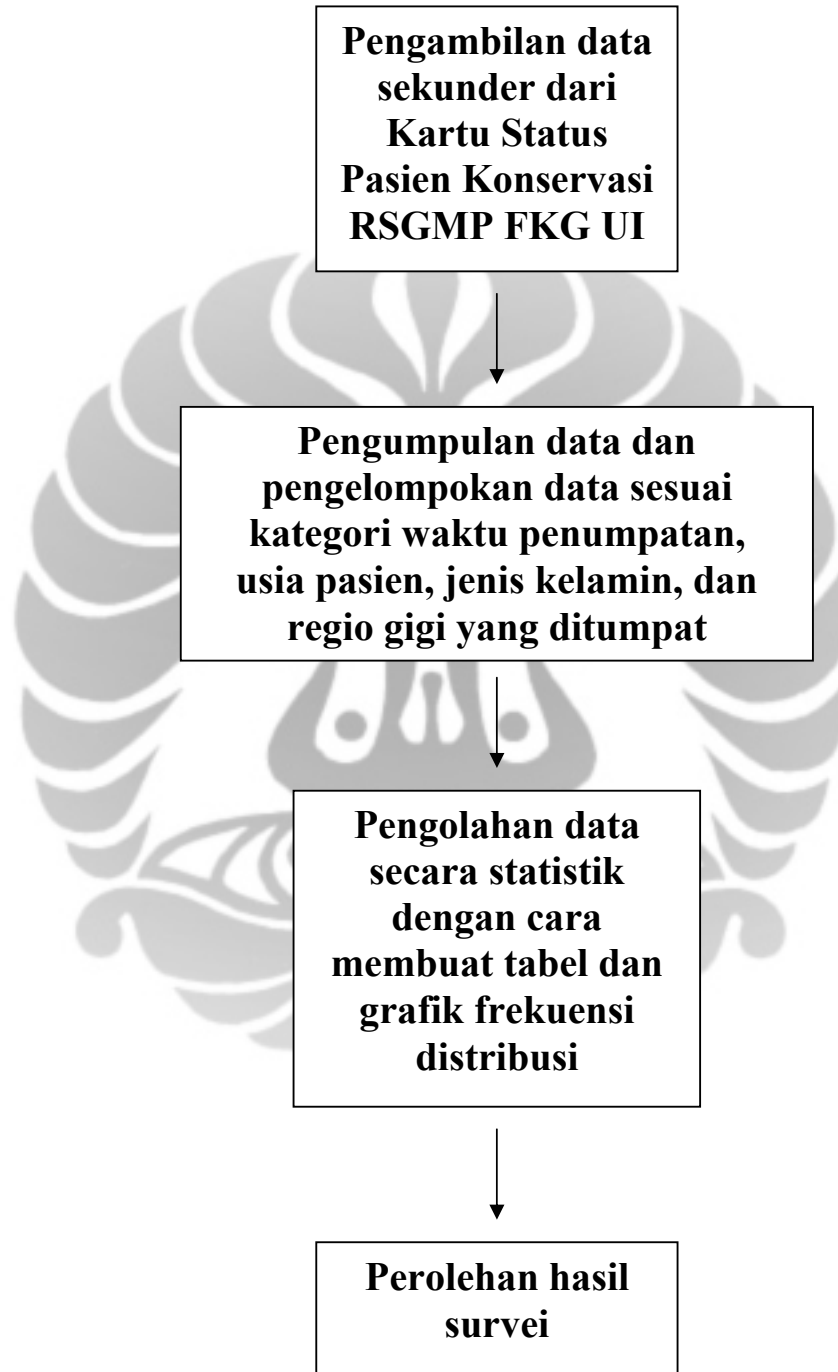 Pengambilan data
sekunder dari
Kartu Status
Pasien Konservasi
RSGMP FKG UI
Pengumpulan data dan
pengelompokan data sesuai
kategori waktu penumpatan,
usia pasien, jenis kelamin, dan
regio gigi yang ditumpat
Pengolahan data
secara statistik
dengan cara
membuat tabel dan
grafik frekuensi
distribusi
Perolehan hasil
survei